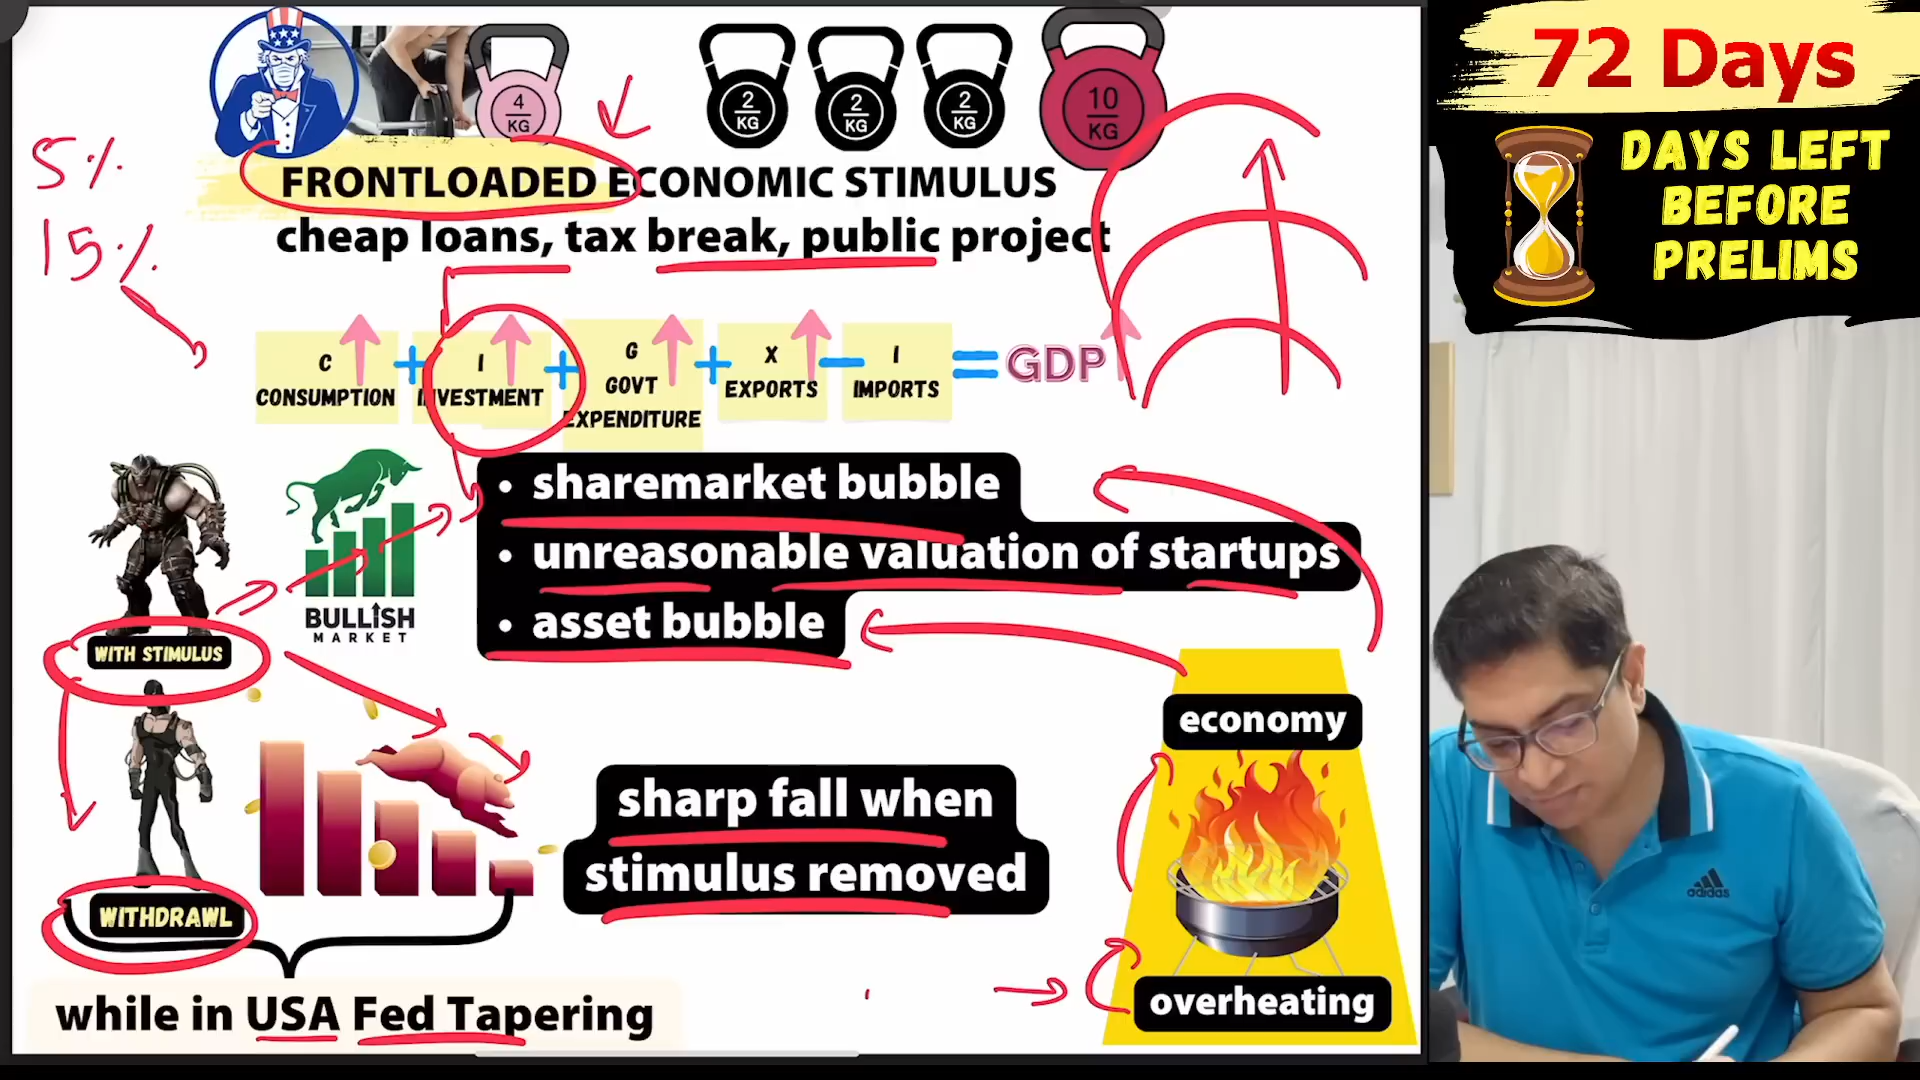 4
KG
2
KG
2
KG
2
KG
10
KG
5%
15%
FRONTLOADED ECONOMIC STIMULUS
cheap loans, tax break, public project
C
CONSUMPTION
+
I
INVESTMENT
+
G
GOVT
EXPENDITURE
+
X
EXPORTS
−
I
IMPORTS
=
GDP
BULLISH
MARKET
WITH STIMULUS
• sharemarket bubble
• unreasonable valuation of startups
• asset bubble
WITHDRAWL
sharp fall when
stimulus removed
while in USA Fed Tapering
economy
overheating
72 Days
DAYS LEFT
BEFORE
PRELIMS
adidas